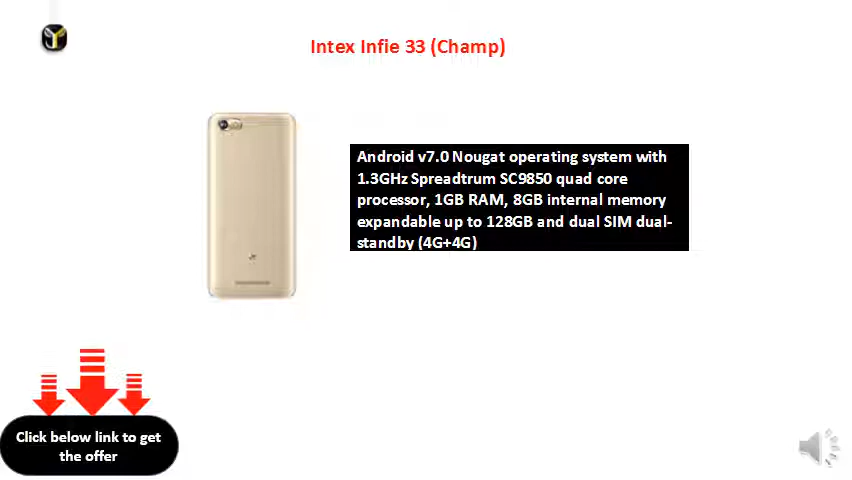 Intex Infie 33 (Champ)
Android v7.0 Nougat operating system with
1.3GHz Spreadtrum SC9850 quad core
processor, 1GB RAM, 8GB internal memory
expandable up to 128GB and dual SIM dual-
standby (4G+4G)
Click below link to get
the offer